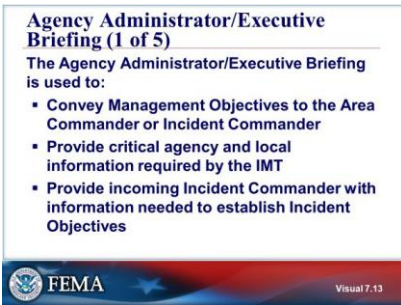 Agency Administrator/Executive
Briefing (1 of 5)
The Agency Administrator/Executive Briefing
is used to:
▪ Convey Management Objectives to the Area
Commander or Incident Commander
▪ Provide critical agency and local
information required by the IMT
▪ Provide incoming Incident Commander with
information needed to establish Incident
Objectives
FEMA
Visual 7.13